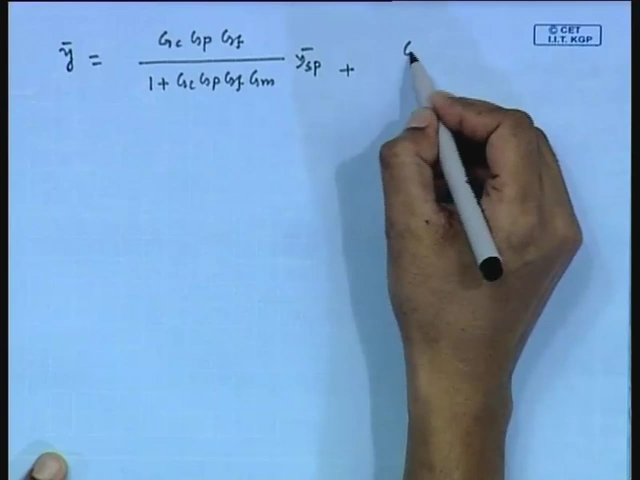 ȳ = Gc Gp Gf / 1 + Gc Gp Gf Gm ȳsp + G
© CET
I.I.T. KGP